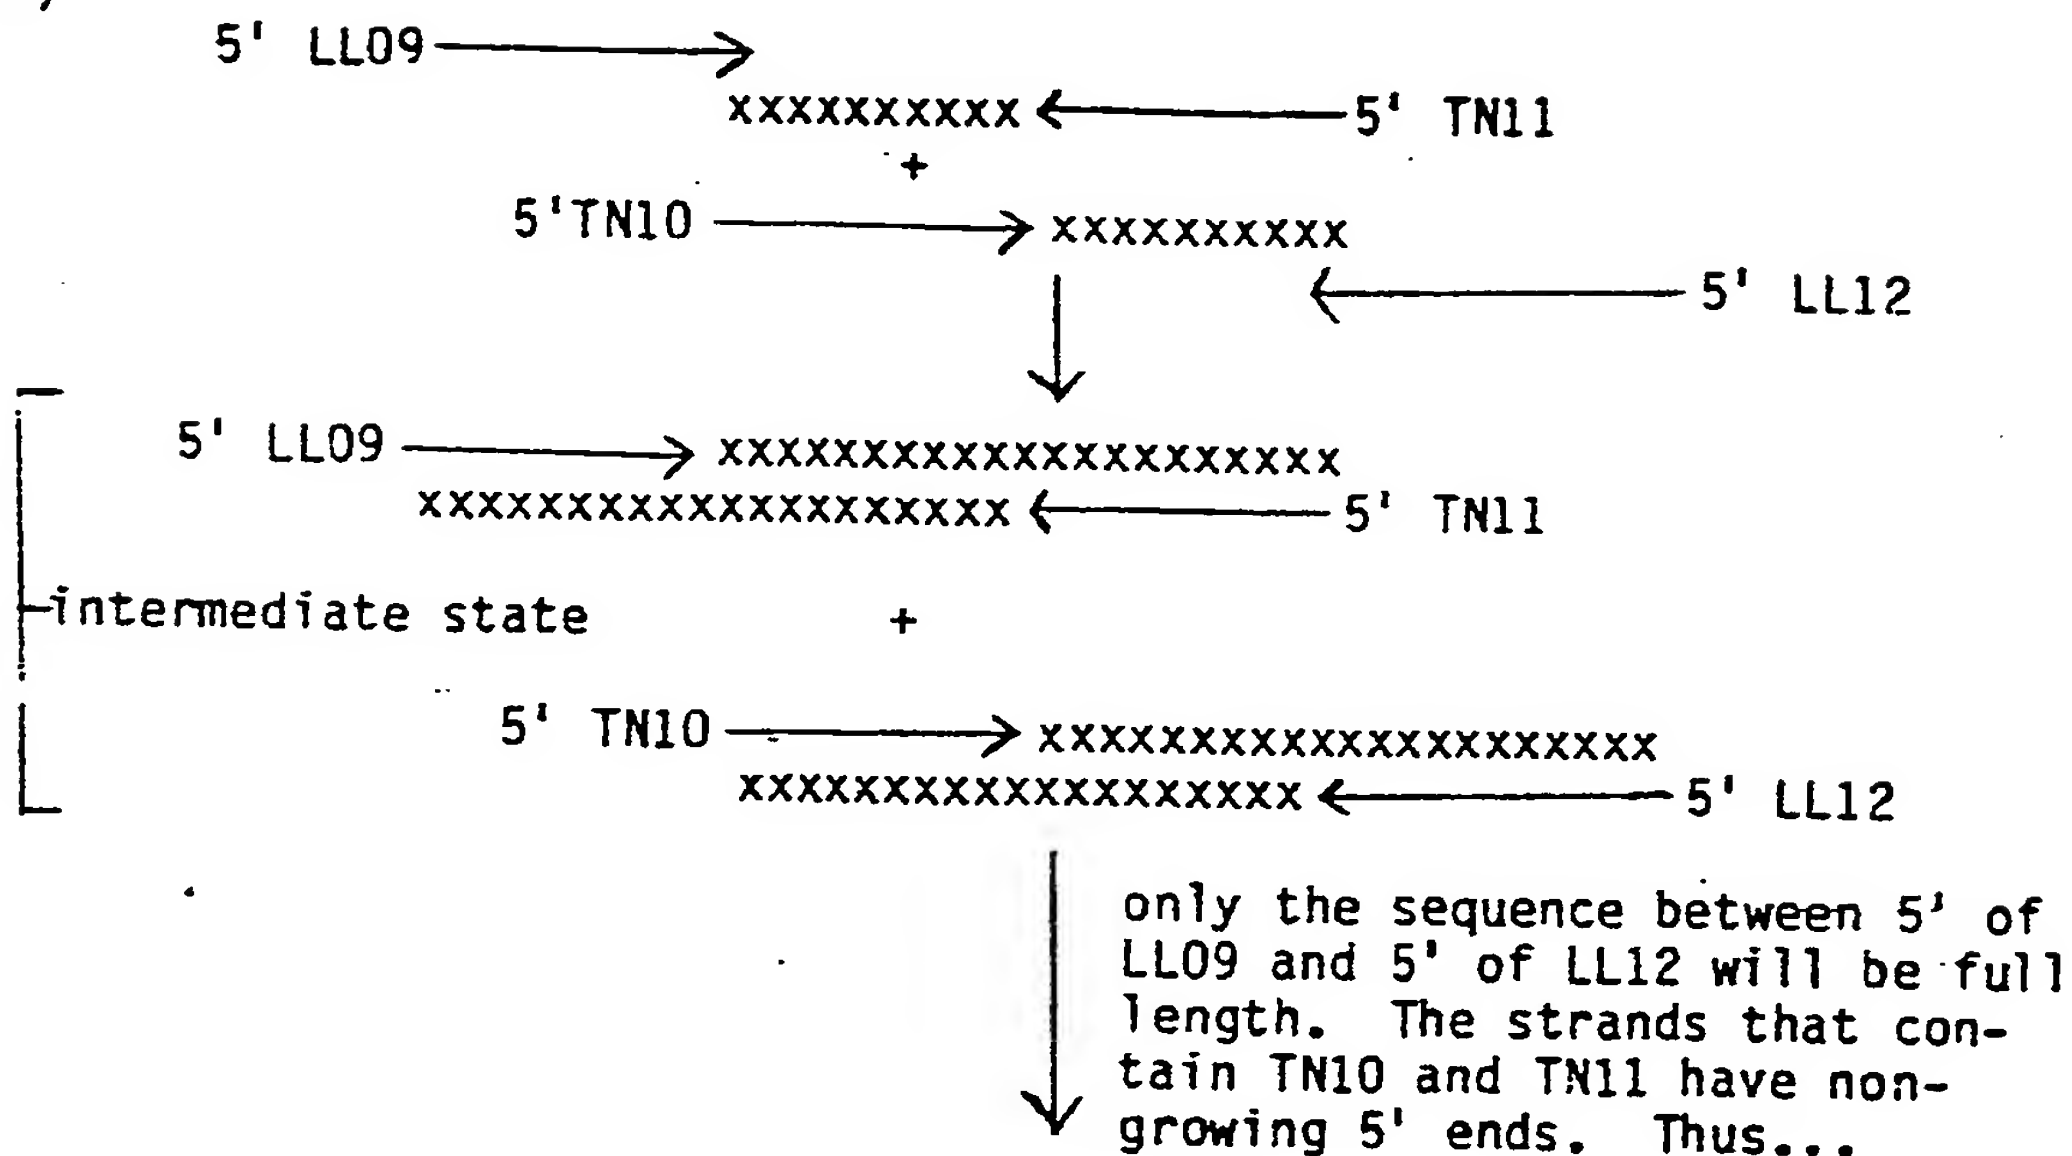 5' LL09
xxxxxxxxxx 5' TN11
+
5'TN10 xxxxxxxxxx
5' LL12
5' LL09 xxxxxxxxxxxxxxxxxxxxx
xxxxxxxxxxxxxxxxxxxx 5' TN11
intermediate state +
5' TN10 xxxxxxxxxxxxxxxxxxxxx
xxxxxxxxxxxxxxxxxxx 5' LL12
only the sequence between 5' of
LL09 and 5' of LL12 will be full
length. The strands that con-
tain TN10 and TN11 have non-
growing 5' ends. Thus...